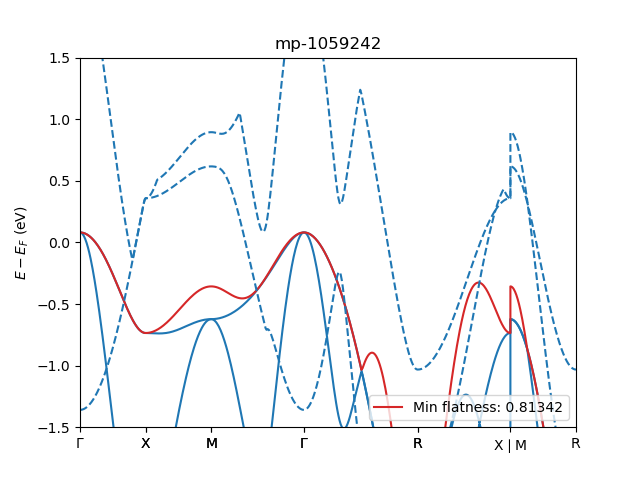 mp-1059242
1.5
1.0
0.5
0.0
−0.5
−1.0
−1.5
E − E_F (eV)
Min flatness: 0.81342
Γ X M Γ R X | M R